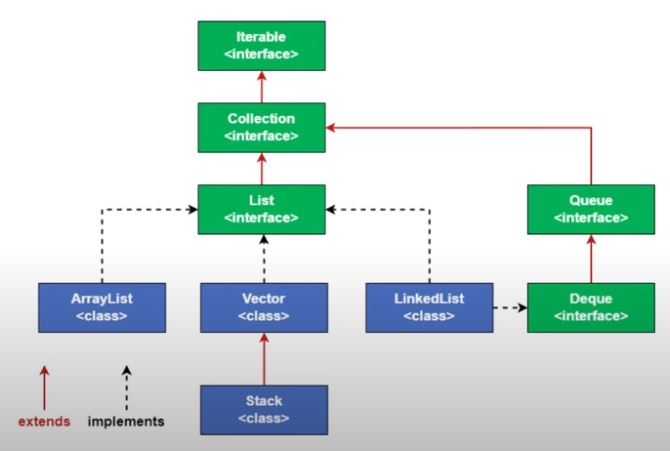 Iterable
<interface>
Collection
<interface>
List
<interface>
Queue
<interface>
ArrayList
<class>
Vector
<class>
LinkedList
<class>
Deque
<interface>
Stack
<class>
extends
implements